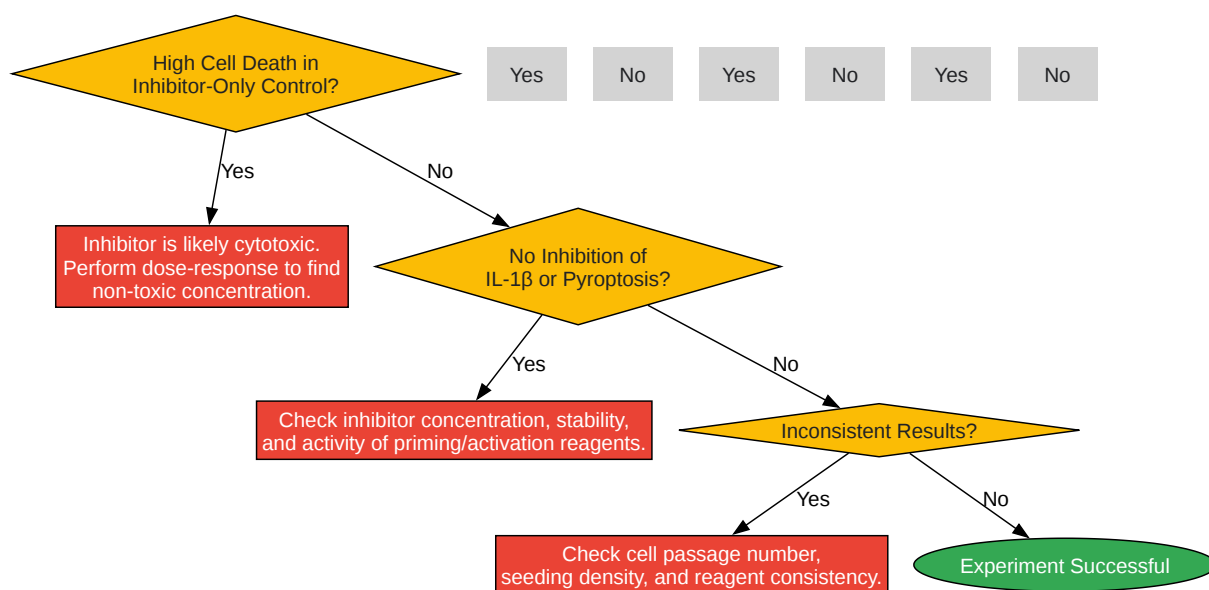 High Cell Death in
Inhibitor-Only Control?
Yes
No
Yes
No
Yes
No
Yes
No
Inhibitor is likely cytotoxic.
Perform dose-response to find
non-toxic concentration.
No Inhibition of
IL-1β or Pyroptosis?
Yes
No
Check inhibitor concentration, stability,
and activity of priming/activation reagents.
Inconsistent Results?
Yes
No
Check cell passage number,
seeding density, and reagent consistency.
Experiment Successful